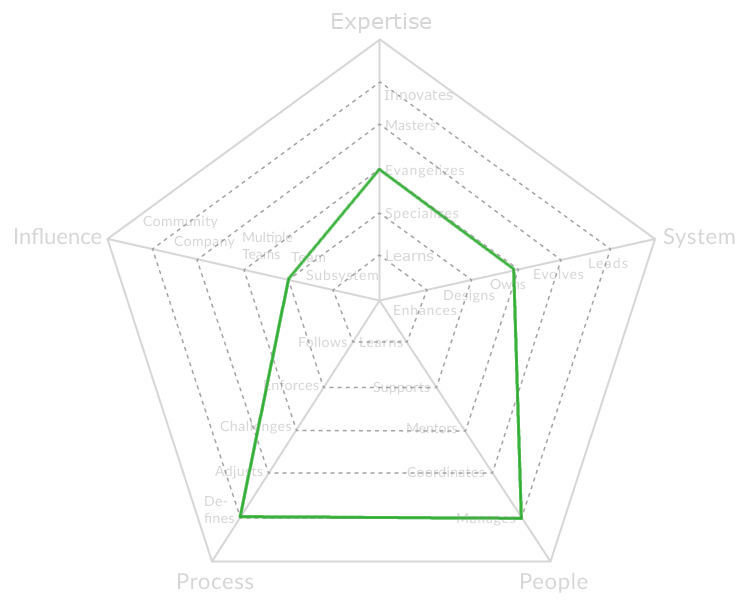 Expertise
Innovates
Masters
Evangelizes
Specializes
Learns
Influence
Community
Company
Multiple
Teams
Team
Subsystem
System
Leads
Evolves
Owns
Designs
Enhances
Follows
Learns
Enforces
Supports
Challenges
Mentors
Adjusts
Coordinates
De-
fines
Manages
Process
People